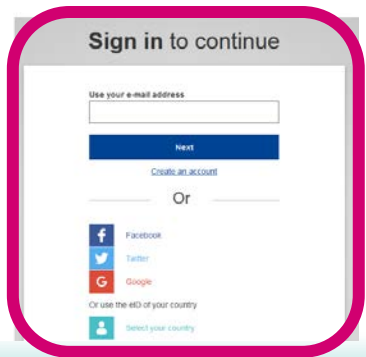 Sign in to continue
Use your e-mail address
Next
Create an account
Or
Facebook
Twitter
Google
Or use the eID of your country
Select your country